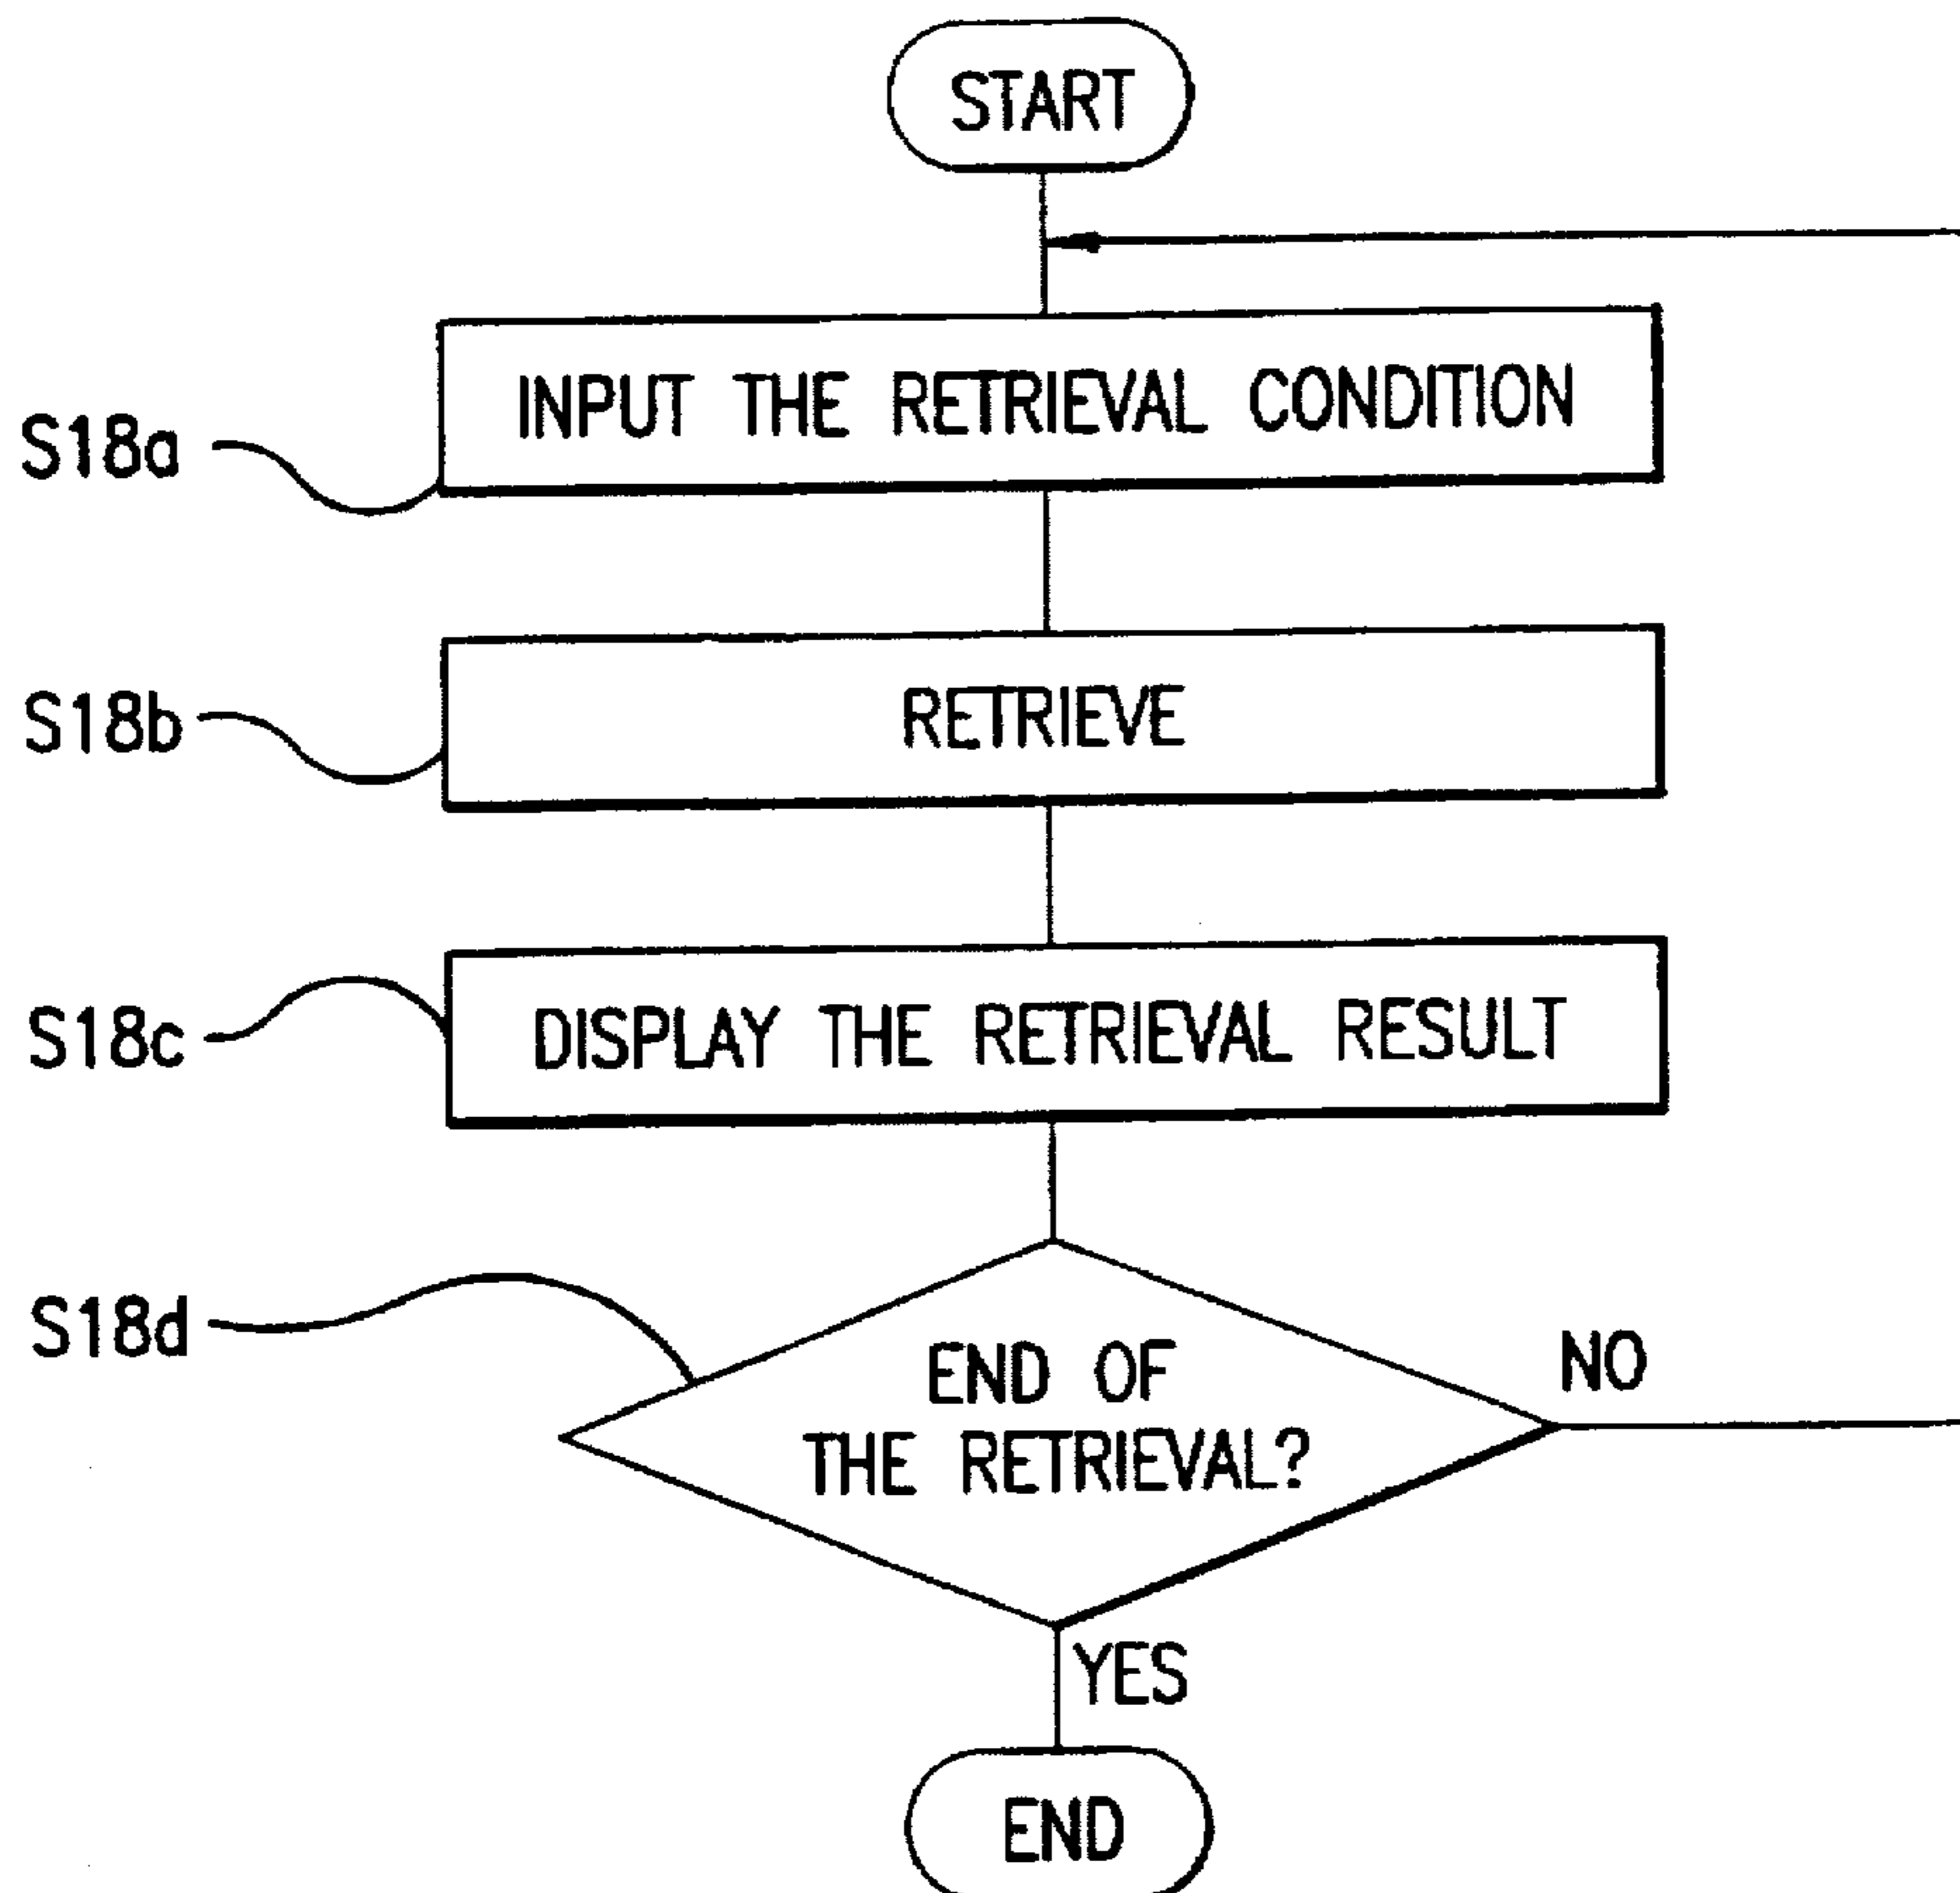 START
INPUT THE RETRIEVAL CONDITION
S18a
RETRIEVE
S18b
DISPLAY THE RETRIEVAL RESULT
S18c
S18d
END OF
THE RETRIEVAL?
NO
YES
END